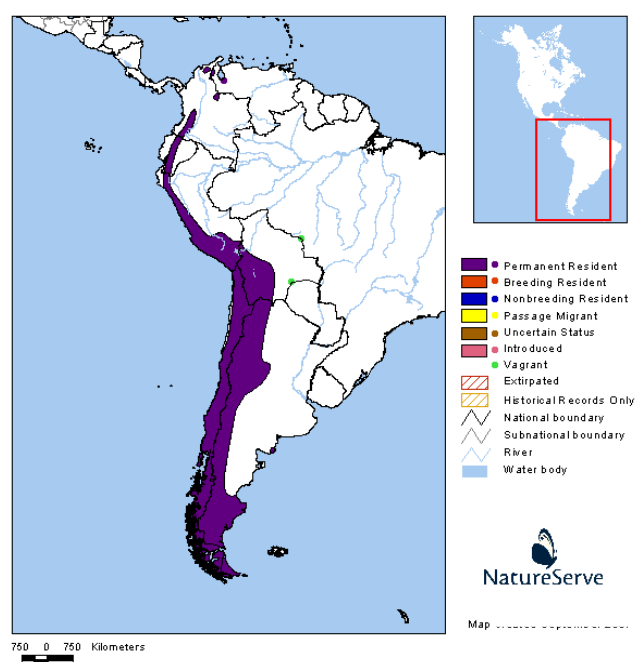 Permanent Resident
Breeding Resident
Nonbreeding Resident
Passage Migrant
Uncertain Status
Introduced
Vagrant
Extirpated
Historical Records Only
National boundary
Subnational boundary
River
Water body
NatureServe
Map
750 0 750 Kilometers